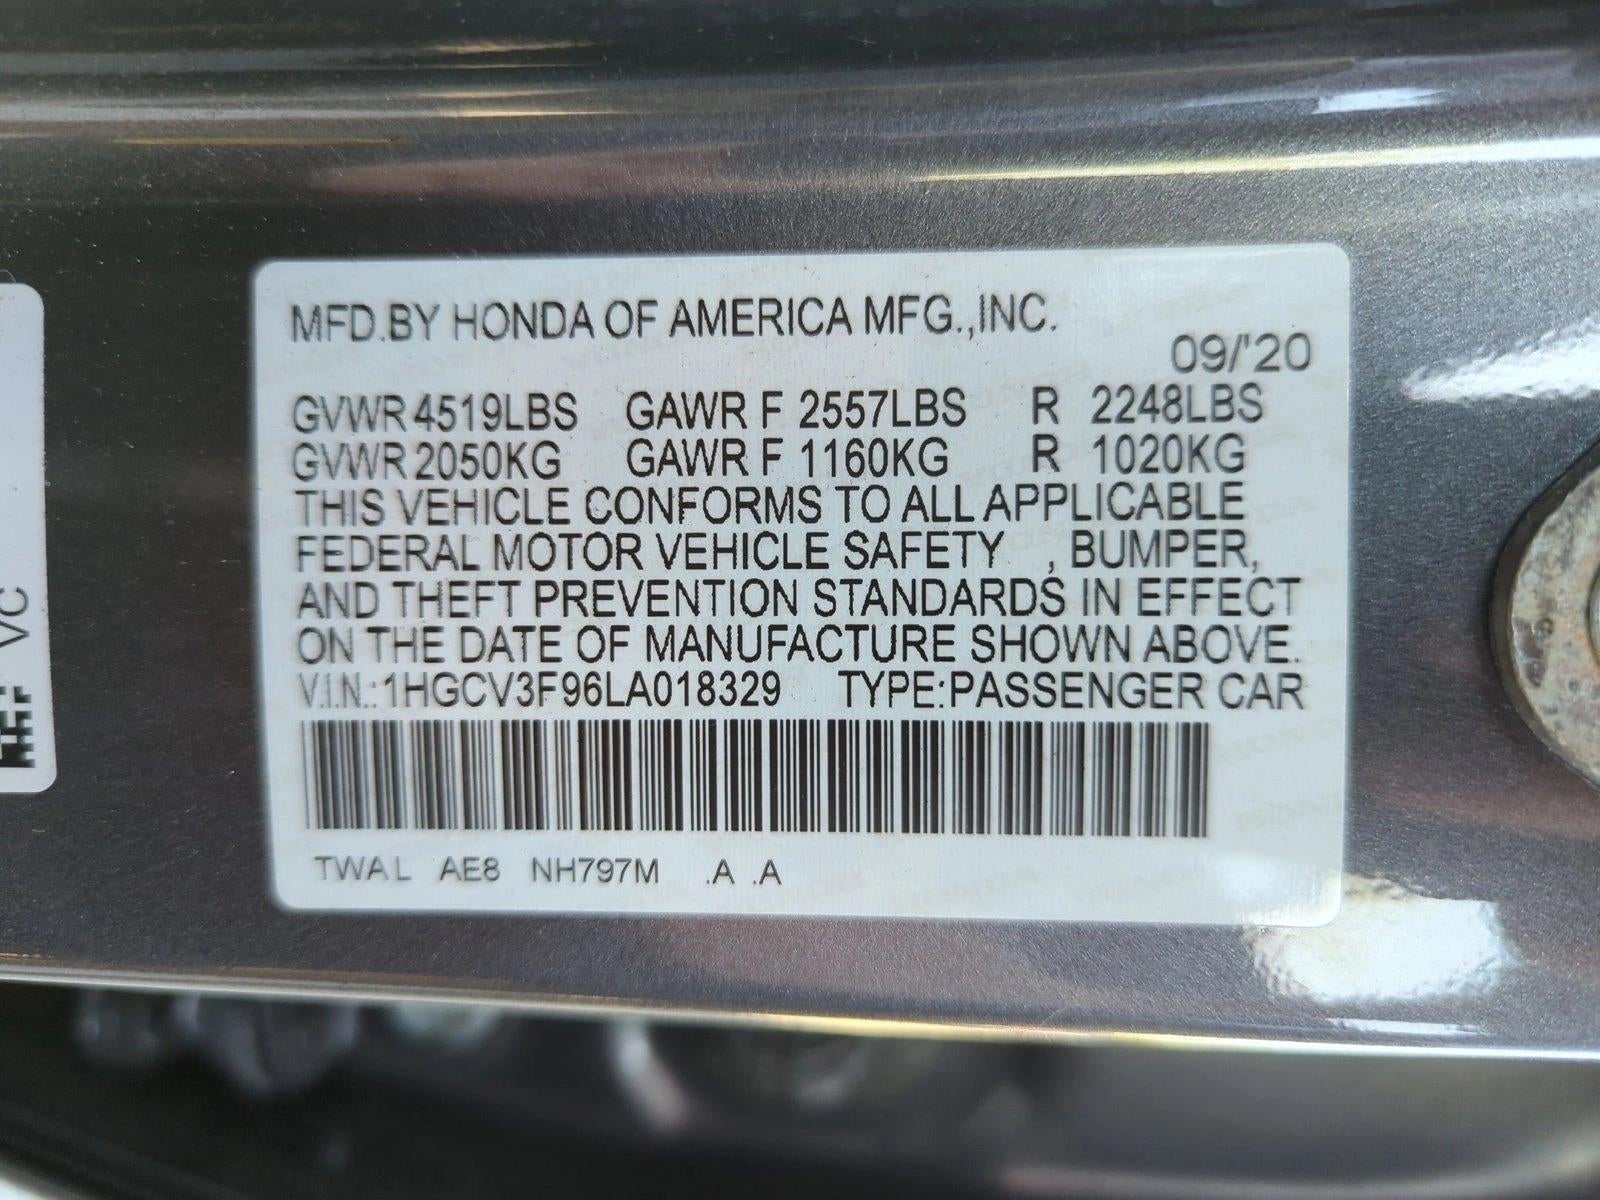 MFD.BY HONDA OF AMERICA MFG.,INC.
09/'20
GVWR 4519LBS GAWR F 2557LBS R 2248LBS
GVWR 2050KG GAWR F 1160KG R 1020KG
THIS VEHICLE CONFORMS TO ALL APPLICABLE
FEDERAL MOTOR VEHICLE SAFETY , BUMPER,
AND THEFT PREVENTION STANDARDS IN EFFECT
ON THE DATE OF MANUFACTURE SHOWN ABOVE.
V.I.N.:1HGCV3F96LA018329 TYPE:PASSENGER CAR
TWAL AE8 NH797M .A .A
VC